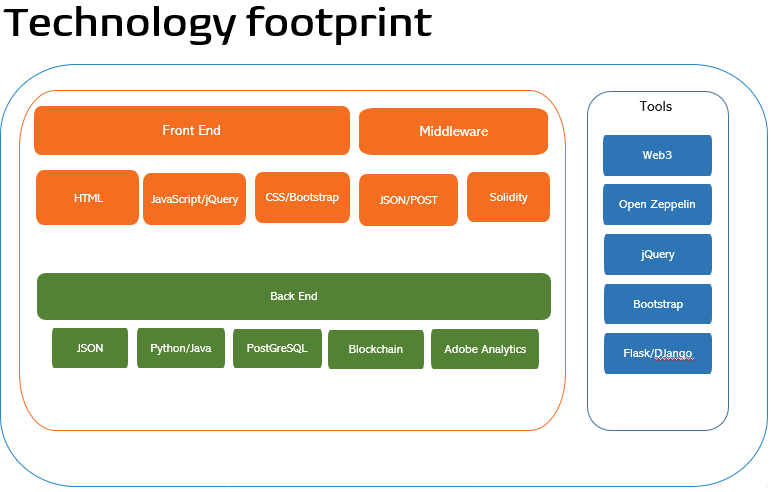 Technology footprint
Tools
Front End
Middleware
Web3
HTML
JavaScript/jQuery
CSS/Bootstrap
JSON/POST
Solidity
Open Zeppelin
jQuery
Back End
Bootstrap
JSON
Python/Java
PostGreSQL
Blockchain
Adobe Analytics
Flask/DJango